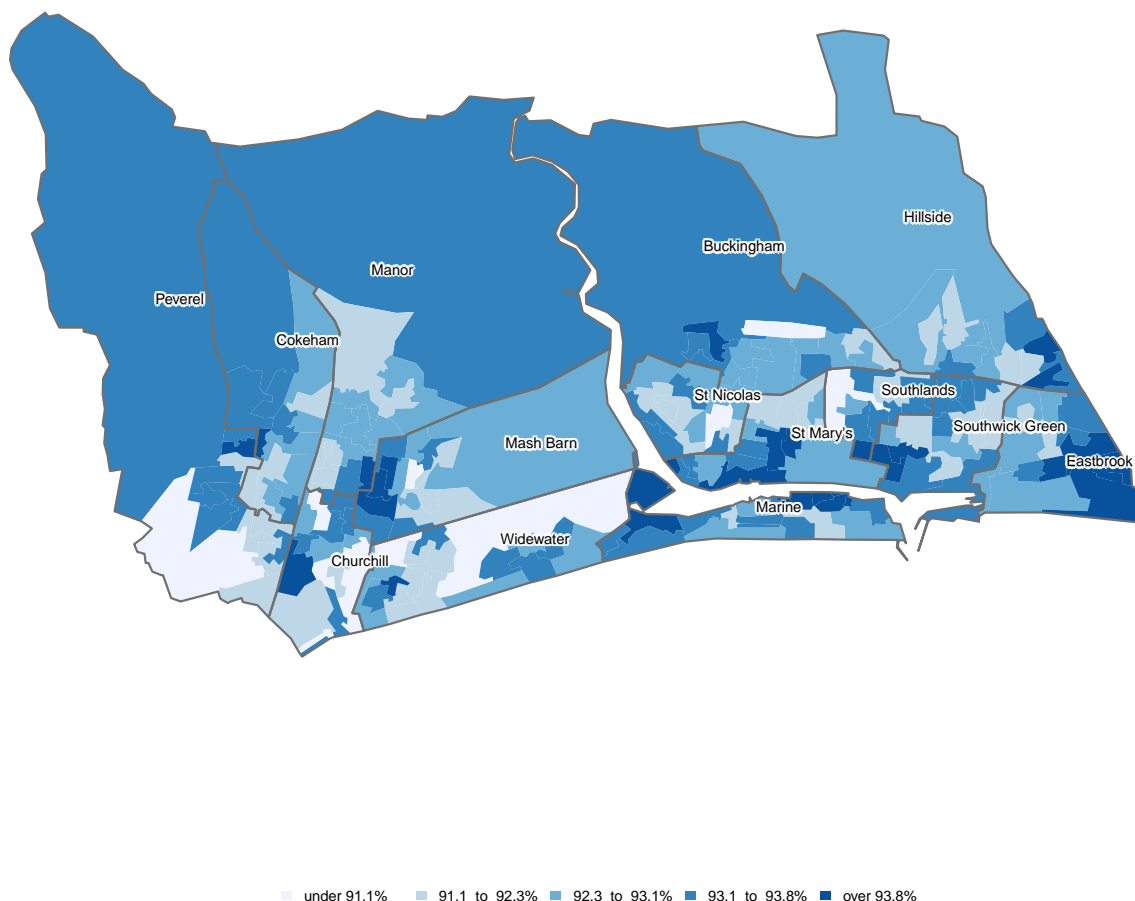 Hillside
Buckingham
Manor
Peverel
Cokeham
Southlands
St Nicolas
Southwick Green
St Mary's
Mash Barn
Eastbrook
Marine
Widewater
Churchill
under 91.1% 91.1 to 92.3% 92.3 to 93.1% 93.1 to 93.8% over 93.8%